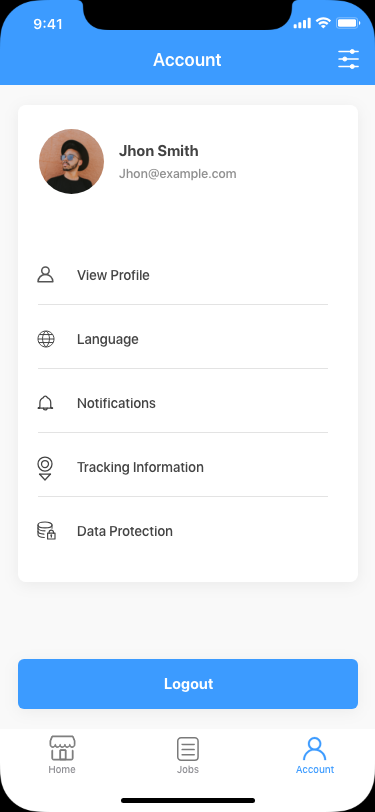 9:41
Account
Jhon Smith
Jhon@example.com
View Profile
Language
Notifications
Tracking Information
Data Protection
Logout
Home
Jobs
Account